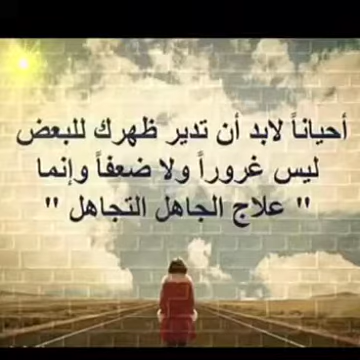 أحياناً لابد أن تدير ظهرك للبعض
ليس غروراً ولا ضعفاً وإنما
" علاج الجاهل التجاهل "